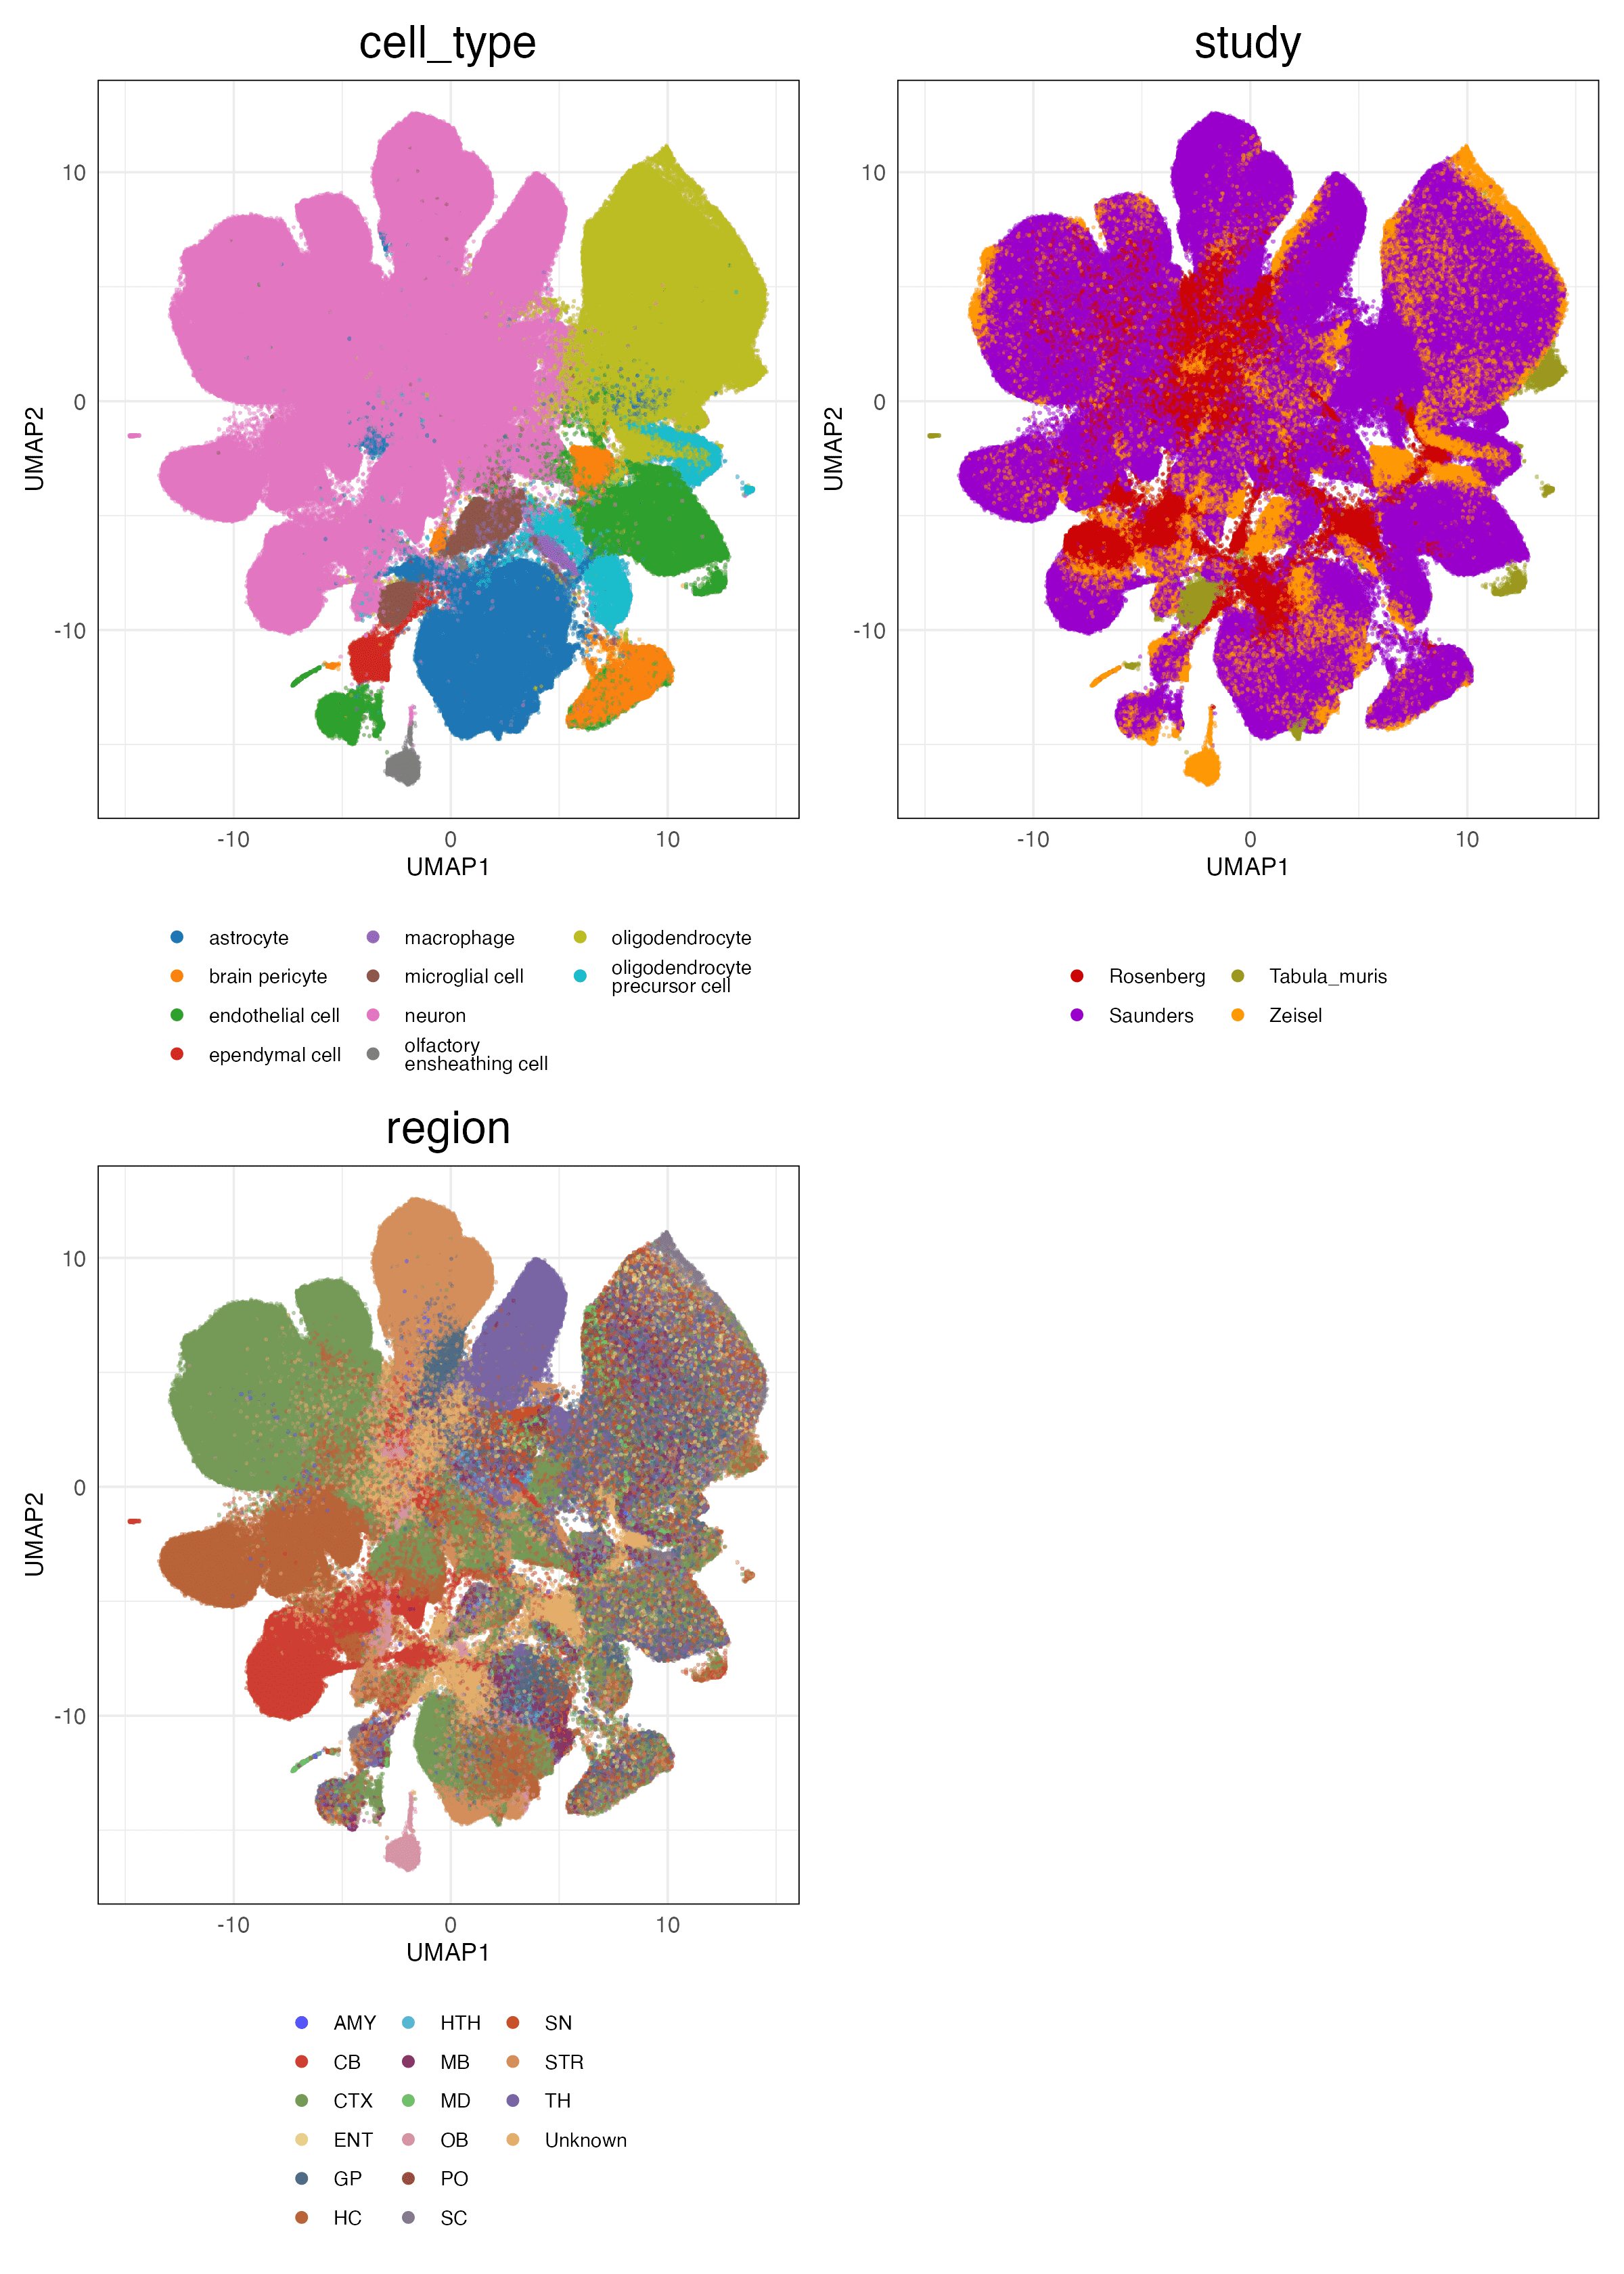 cell_type
study
10
0
-10
UMAP2
-10
0
10
UMAP1
10
0
-10
UMAP2
-10
0
10
UMAP1
astrocyte
brain pericyte
endothelial cell
ependymal cell
macrophage
microglial cell
neuron
olfactory
ensheathing cell
oligodendrocyte
oligodendrocyte
precursor cell
Rosenberg
Saunders
Tabula_muris
Zeisel
region
10
0
-10
UMAP2
-10
0
10
UMAP1
AMY
CB
CTX
ENT
GP
HC
HTH
MB
MD
OB
PO
SC
SN
STR
TH
Unknown